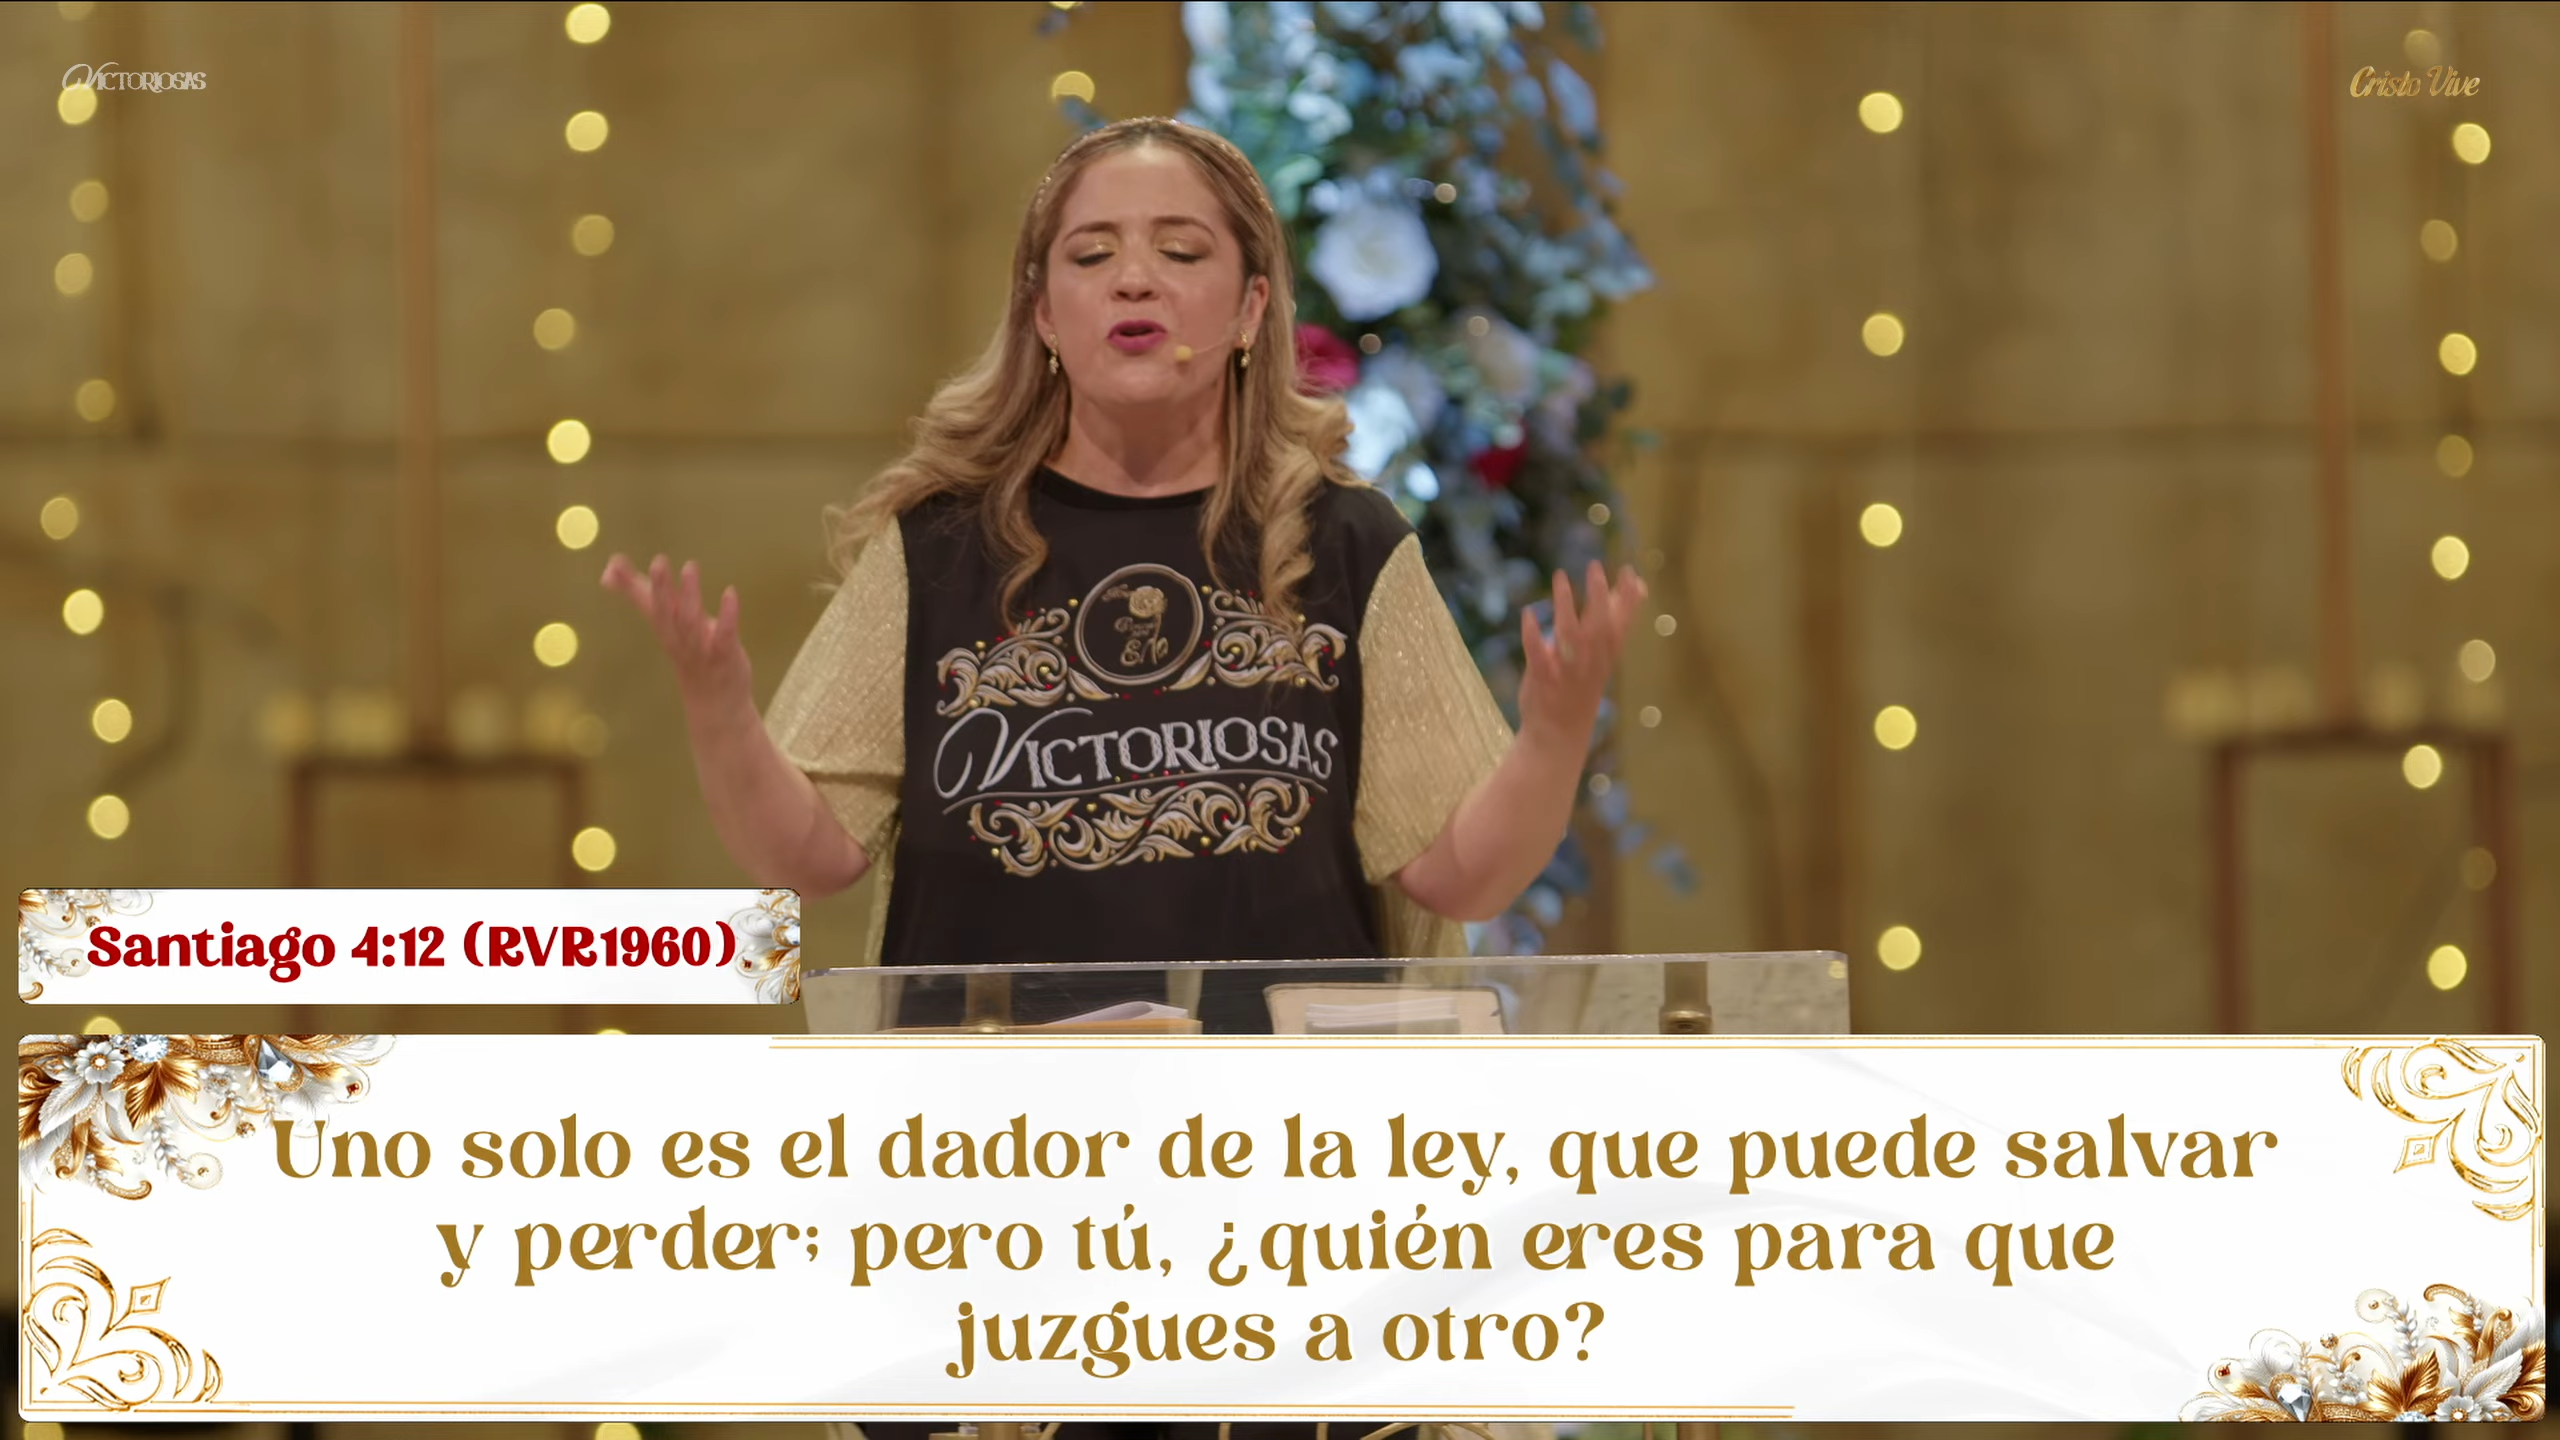 VICTORIOSAS
Cristo Vive
VICTORIOSAS
Santiago 4:12 (RVR1960)
Uno solo es el dador de la ley, que puede salvar
y perder; pero tú, ¿quién eres para que
juzgues a otro?